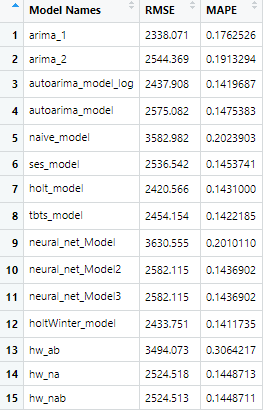 Model Names RMSE MAPE
1 arima_1 2338.071 0.1762526
2 arima_2 2544.369 0.1913294
3 autoarima_model_log 2437.908 0.1419687
4 autoarima_model 2575.082 0.1475383
5 naive_model 3582.982 0.2023903
6 ses_model 2536.542 0.1453741
7 holt_model 2420.566 0.1431000
8 tbts_model 2454.154 0.1422185
9 neural_net_Model 3630.555 0.2010110
10 neural_net_Model2 2582.115 0.1436902
11 neural_net_Model3 2582.115 0.1436902
12 holtWinter_model 2433.751 0.1411735
13 hw_ab 3494.073 0.3064217
14 hw_na 2524.518 0.1448713
15 hw_nab 2524.513 0.1448711